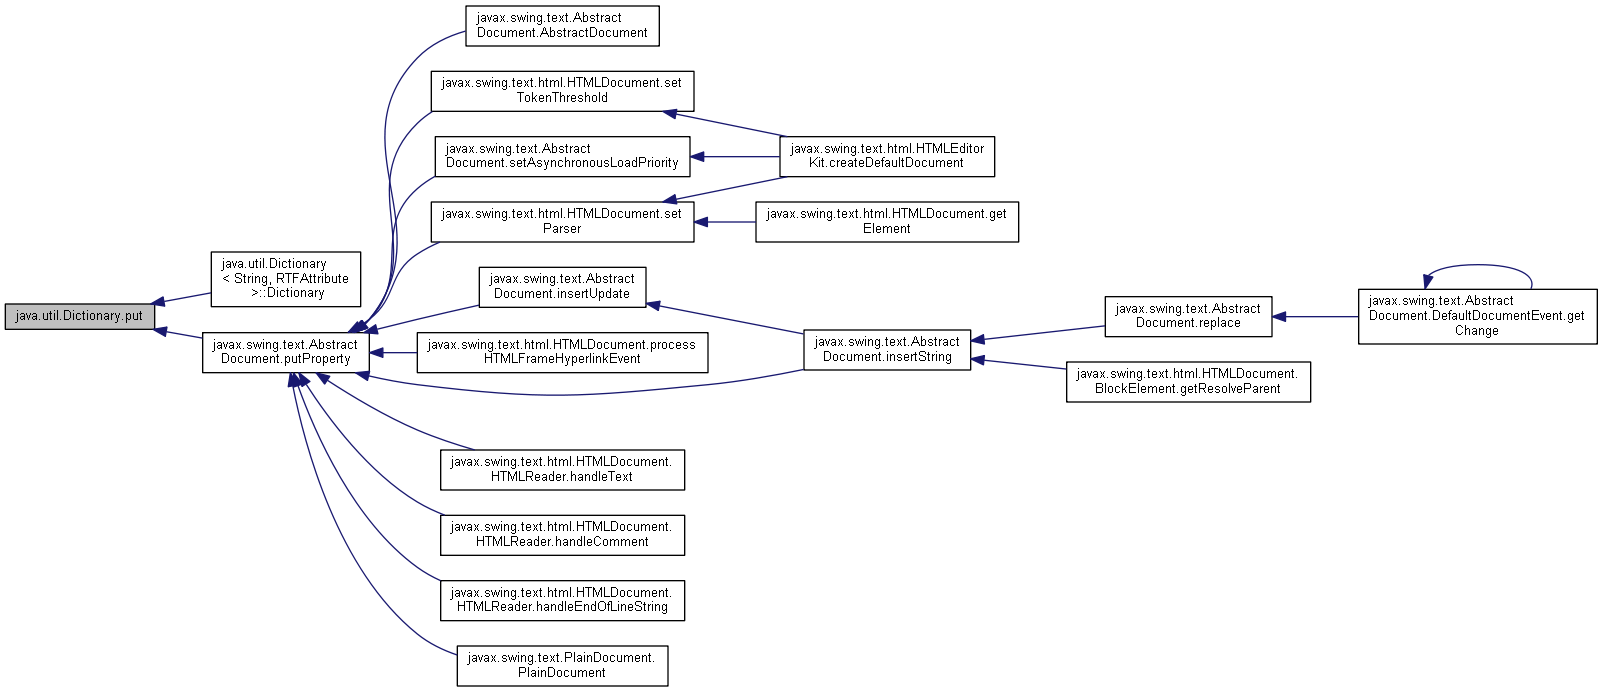 javax.swing.text.Abstract
Document.AbstractDocument
javax.swing.text.html.HTMLDocument.set
TokenThreshold
javax.swing.text.Abstract
Document.setAsynchronousLoadPriority
javax.swing.text.html.HTMLEditor
Kit.createDefaultDocument
javax.swing.text.html.HTMLDocument.set
Parser
javax.swing.text.html.HTMLDocument.get
Element
java.util.Dictionary
< String, RTFAttribute
>::Dictionary
java.util.Dictionary.put
javax.swing.text.Abstract
Document.putProperty
javax.swing.text.Abstract
Document.insertUpdate
javax.swing.text.html.HTMLDocument.process
HTMLFrameHyperlinkEvent
javax.swing.text.Abstract
Document.insertString
javax.swing.text.Abstract
Document.replace
javax.swing.text.Abstract
Document.DefaultDocumentEvent.get
Change
javax.swing.text.html.HTMLDocument.
BlockElement.getResolveParent
javax.swing.text.html.HTMLDocument.
HTMLReader.handleText
javax.swing.text.html.HTMLDocument.
HTMLReader.handleComment
javax.swing.text.html.HTMLDocument.
HTMLReader.handleEndOfLineString
javax.swing.text.PlainDocument.
PlainDocument